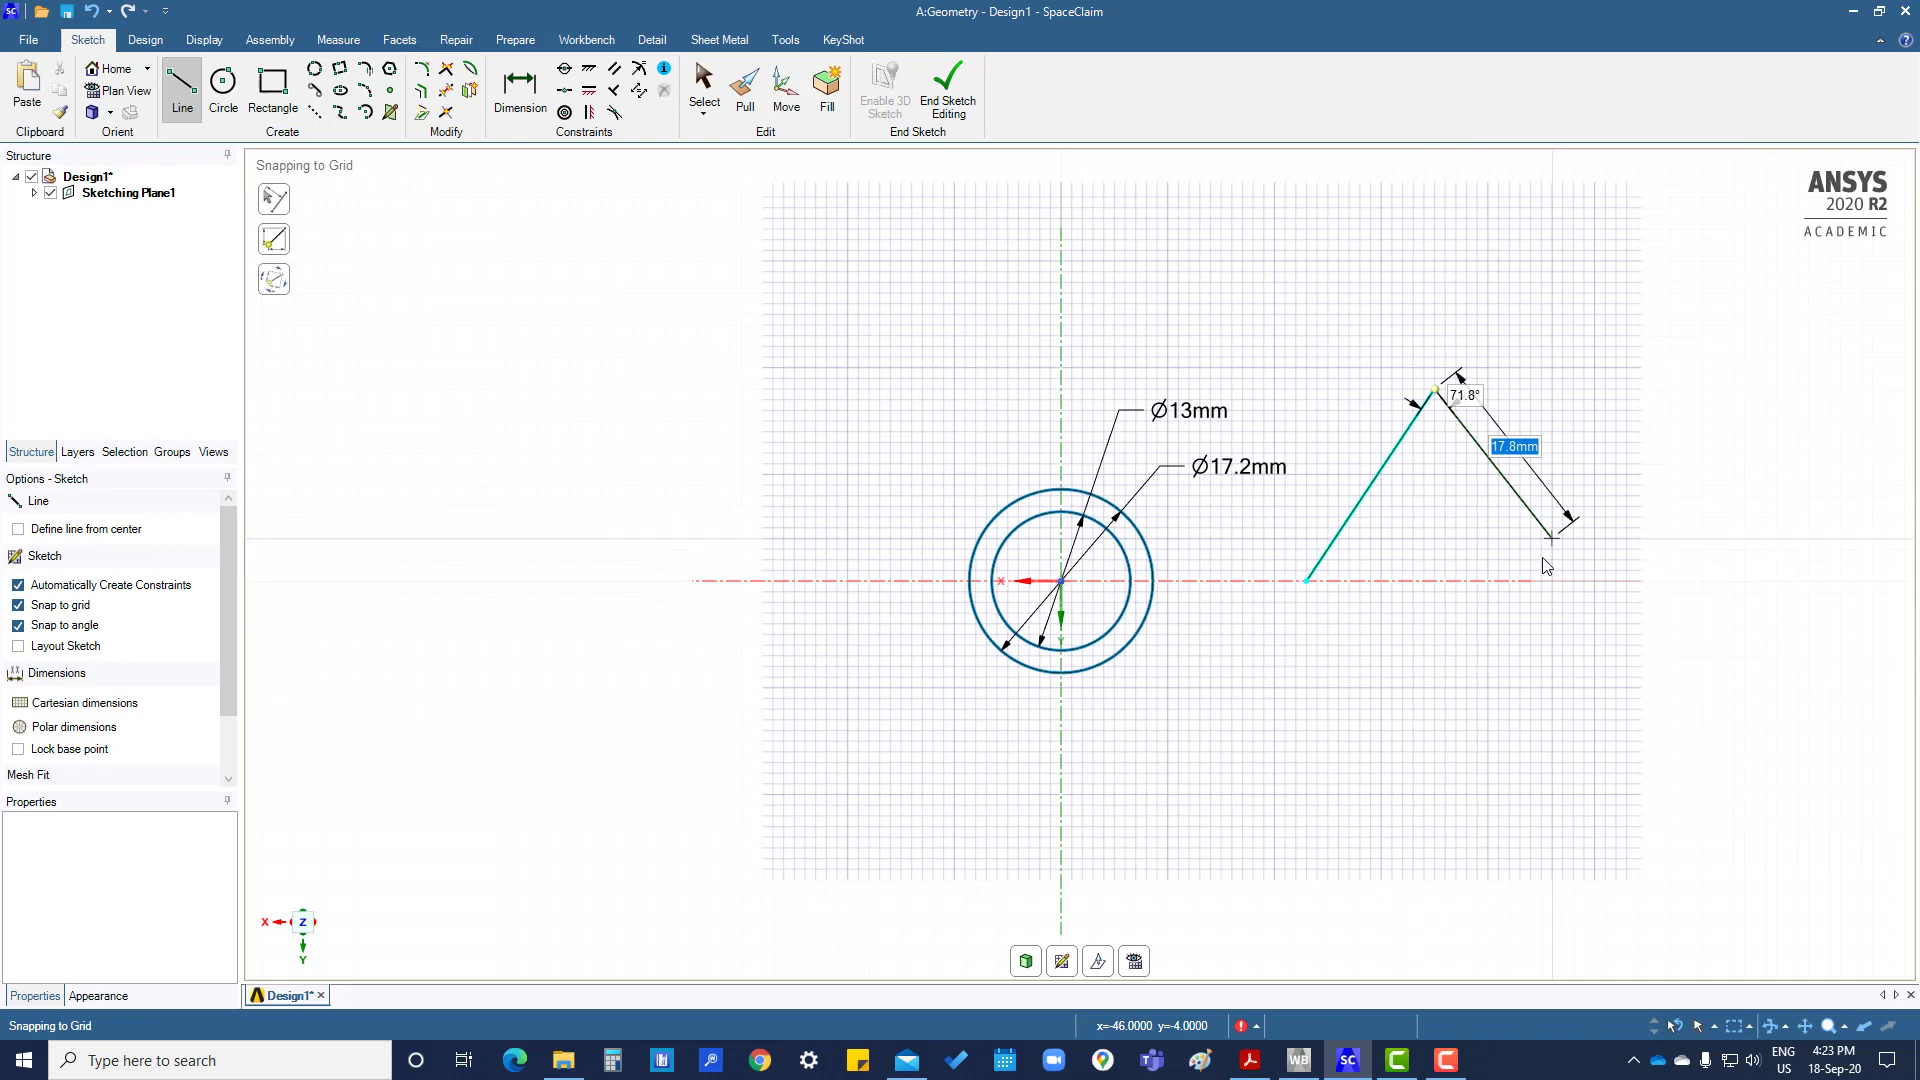 A:Geometry - Design1 - SpaceClaim
File Sketch Design Display Assembly Measure Facets Repair Prepare Workbench Detail Sheet Metal Tools KeyShot
Paste
Home
Plan View
Line
Circle
Rectangle
Dimension
Select
Pull
Move
Fill
Enable 3D
Sketch
End Sketch
Editing
Clipboard Orient Create Modify Constraints Edit End Sketch
Structure
Design1*
Sketching Plane1
Structure Layers Selection Groups Views
Options - Sketch
Line
Define line from center
Sketch
Automatically Create Constraints
Snap to grid
Snap to angle
Layout Sketch
Dimensions
Cartesian dimensions
Polar dimensions
Lock base point
Mesh Fit
Properties
Properties Appearance
Snapping to Grid
ANSYS
2020 R2
ACADEMIC
71.8°
Ø13mm
17.8mm
Ø17.2mm
X
Y
X Z
Y
Design1*
Snapping to Grid
x=-46.0000 y=-4.0000
Type here to search
WB
SC
ENG
US
4:23 PM
18-Sep-20